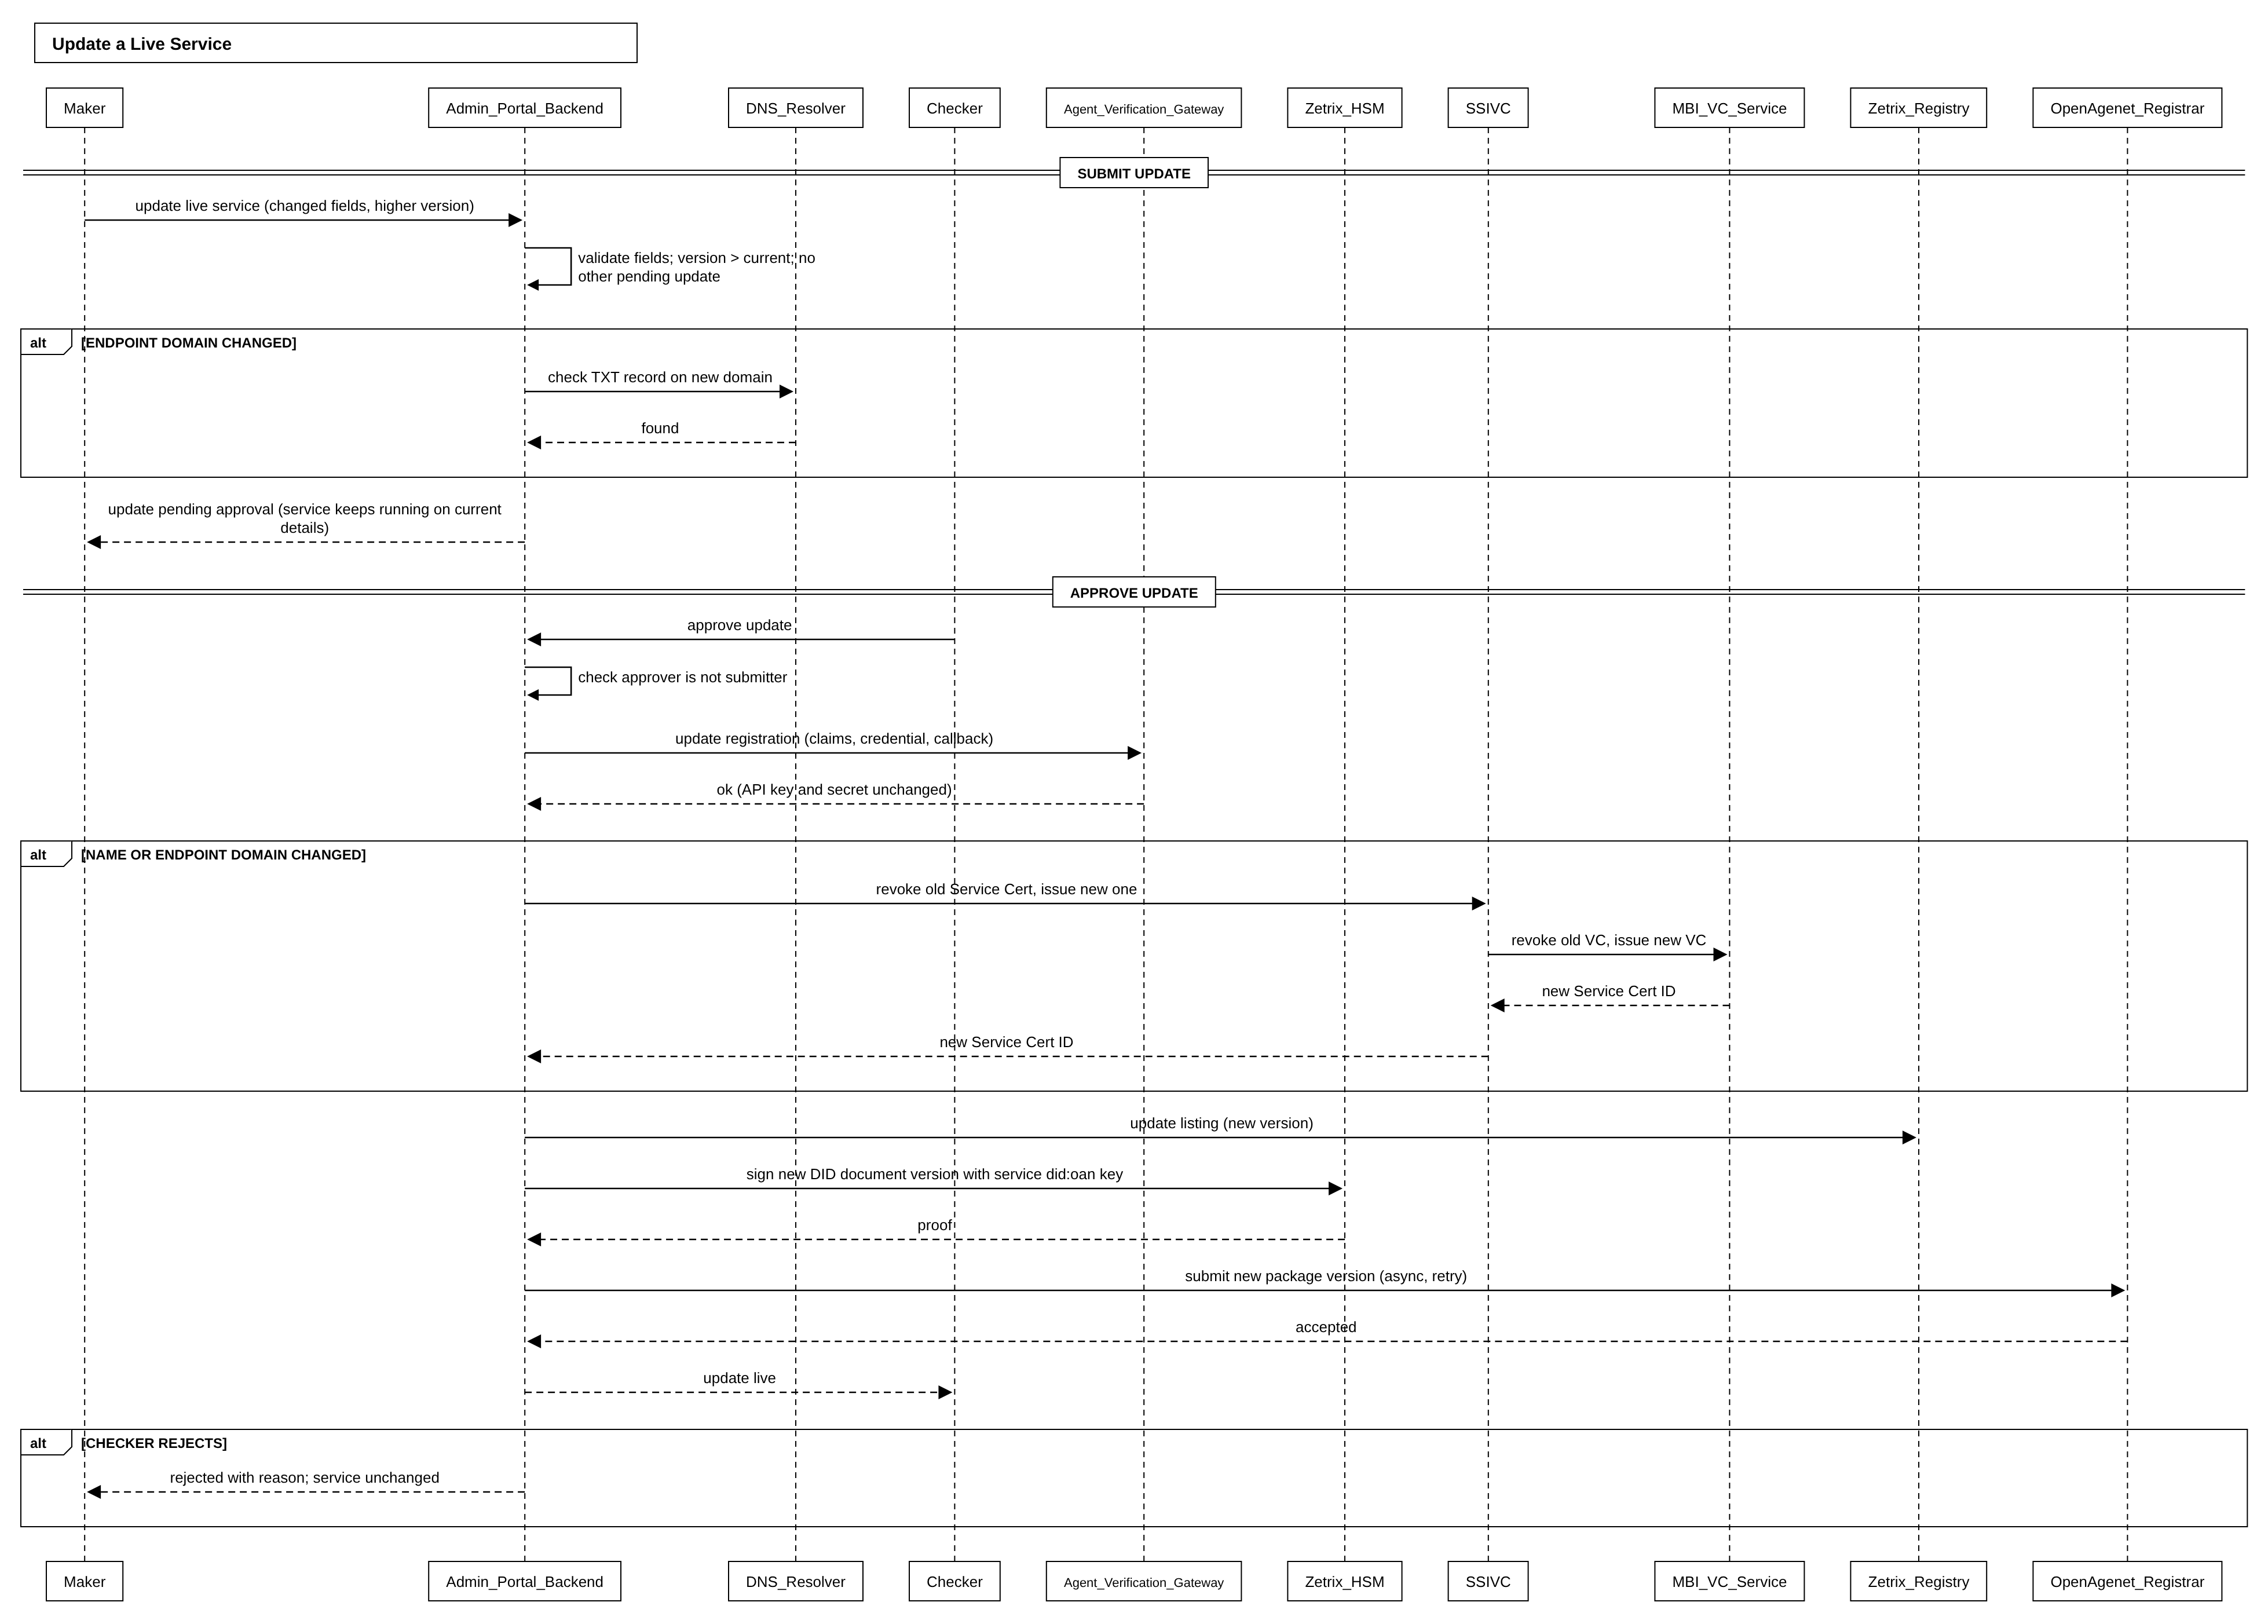 Update a Live Service
Maker
Admin_Portal_Backend
DNS_Resolver
Checker
Agent_Verification_Gateway
Zetrix_HSM
SSIVC
MBI_VC_Service
Zetrix_Registry
OpenAgenet_Registrar
SUBMIT UPDATE
update live service (changed fields, higher version)
validate fields; version > current; no
other pending update
alt
[ENDPOINT DOMAIN CHANGED]
check TXT record on new domain
found
update pending approval (service keeps running on current
details)
APPROVE UPDATE
approve update
check approver is not submitter
update registration (claims, credential, callback)
ok (API key and secret unchanged)
alt
[NAME OR ENDPOINT DOMAIN CHANGED]
revoke old Service Cert, issue new one
revoke old VC, issue new VC
new Service Cert ID
new Service Cert ID
update listing (new version)
sign new DID document version with service did:oan key
proof
submit new package version (async, retry)
accepted
update live
alt
[CHECKER REJECTS]
rejected with reason; service unchanged
Maker
Admin_Portal_Backend
DNS_Resolver
Checker
Agent_Verification_Gateway
Zetrix_HSM
SSIVC
MBI_VC_Service
Zetrix_Registry
OpenAgenet_Registrar